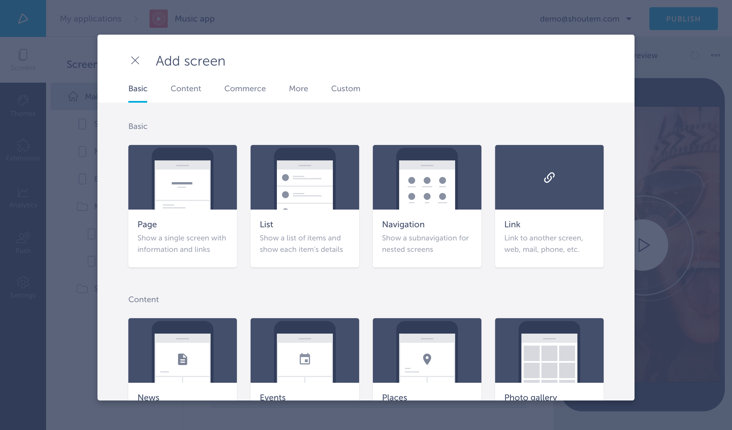 My applications
Music app
demo@shoutem.com
PUBLISH
Screens
Add screen
Basic
Content
Commerce
More
Custom
Basic
Page
Show a single screen with
information and links
List
Show a list of items and
show each item's details
Navigation
Show a subnavigation for
nested screens
Link
Link to another screen,
web, mail, phone, etc.
Content
News
Events
Places
Photo gallery
Themes
Extensions
Analytics
Push
Settings